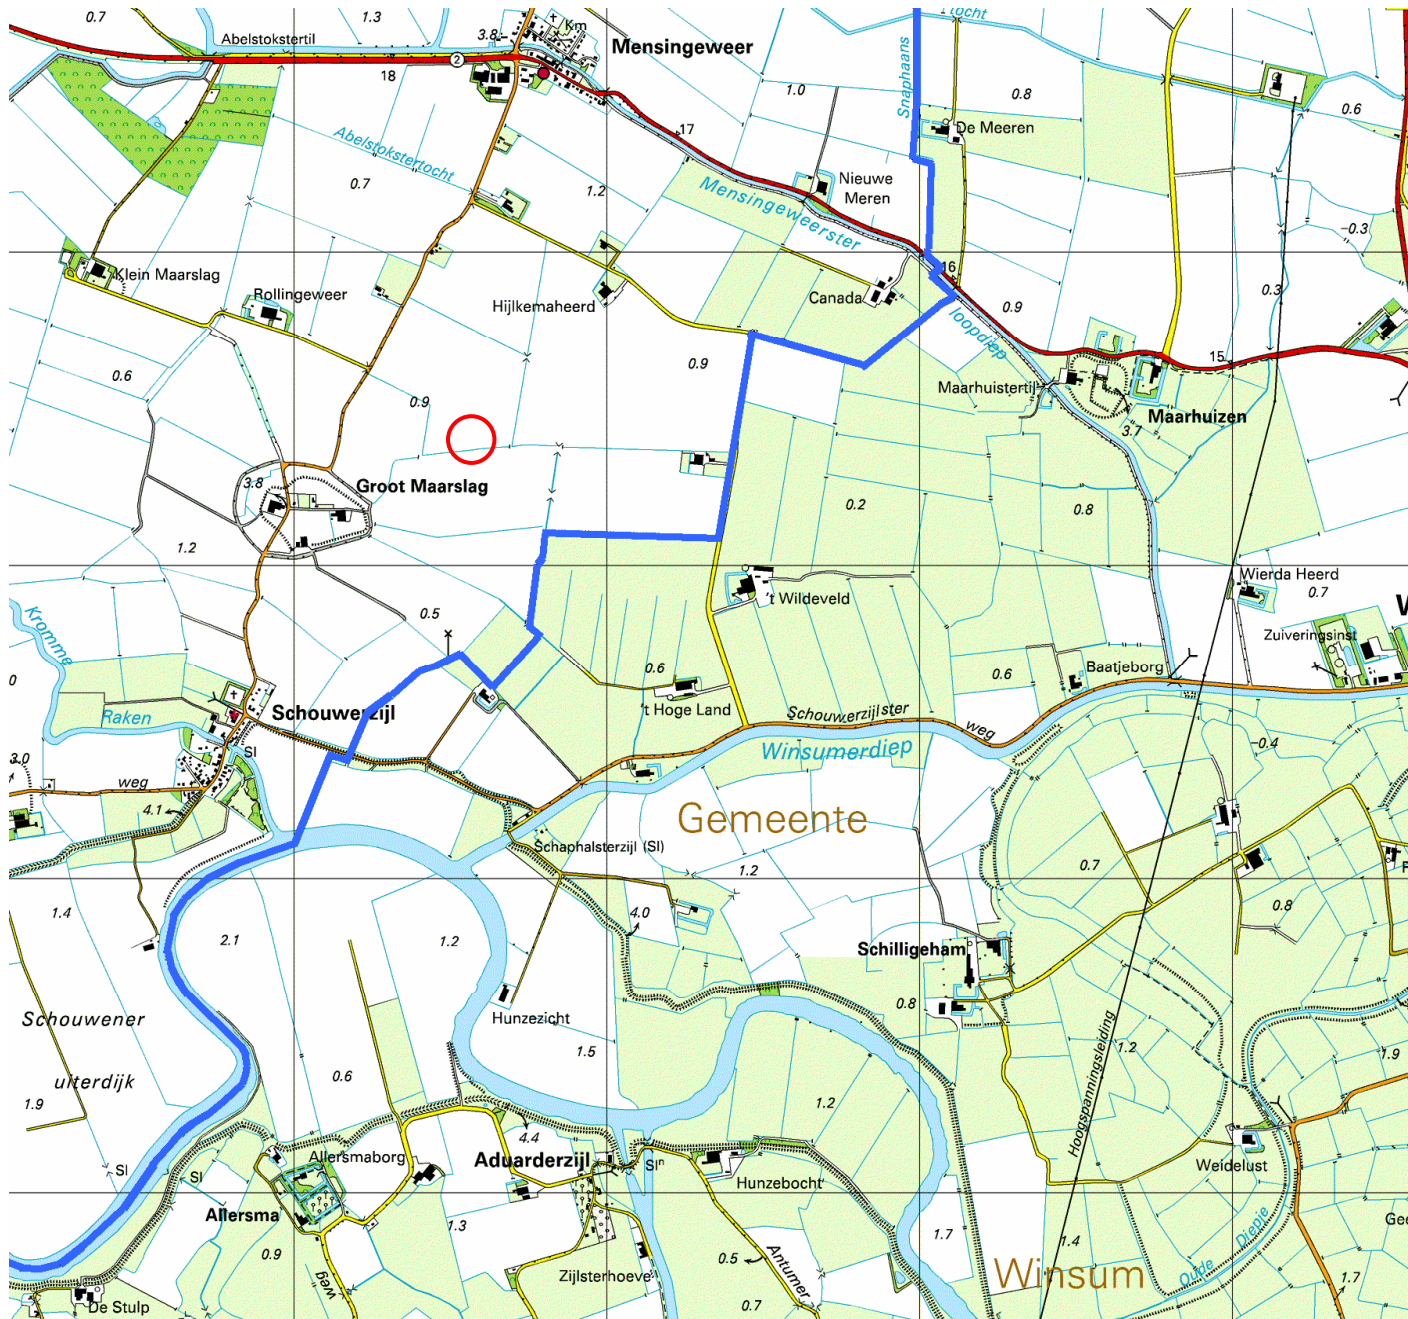 0.7
1.3
Km
3.8
tocht
Abelstokstertil
Mensingeweer
2
18
1.0
0.8
0.6
Snaphaans
17
De Meeren
Abelstokstertocht
0.7
1.2
Nieuwe
Meren
Mensingeweerster
-0.3
16
Klein Maarslag
Rollingeweer
Hijlkemaheerd
Canada
0.9
0.3
loopdiep
0.6
0.9
15
0.9
Maarhuistertil
Maarhuizen
3.7
3.8
Groot Maarslag
0.2
0.8
1.2
Wierda Heerd
0.7
W
't Wildeveld
Kromme
0.5
Zuiveringsinst
0
0.6
0.6
Baatjeborg
Raken
Schouwerzijl
't Hoge Land
Schouwerzijlster
weg
Sl
Winsumerdiep
-0.4
3.0
weg
4.1
Gemeente
Schaphalsterzijl (Sl)
1.2
0.7
1.4
2.1
1.2
4.0
0.8
Schilligeham
0.8
Schouwener
Hunzezicht
1.5
uiterdijk
0.6
1.2
1.9
1.9
1.2
Hoogspanningsleiding
4.4
Allersmaborg
Aduarderzijl
Slⁿ
Sl
Sl
Hunzebocht
Weidelust
Allersma
1.3
1.7
1.4
Diepje
Gee
0.9
0.5
Antumer
Winsum
Oude
Zijlsterhoeve
weg
De Stulp
0.7
1.7